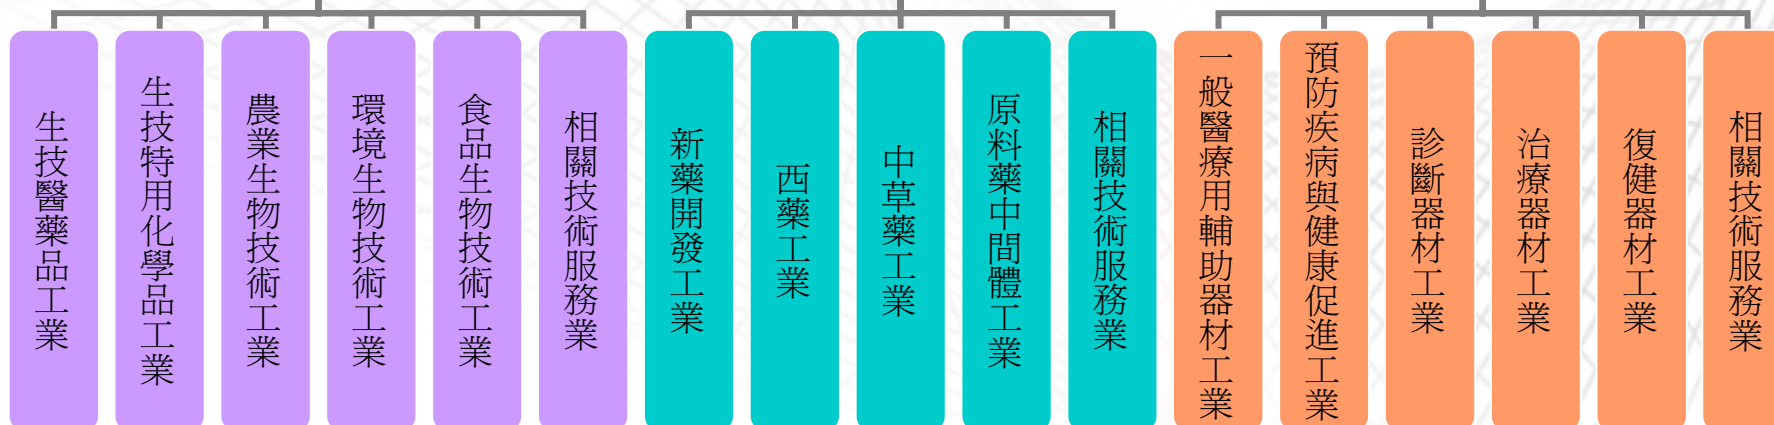 生技醫藥品工業
生技特用化學品工業
農業生物技術工業
環境生物技術工業
食品生物技術工業
相關技術服務業
新藥開發工業
西藥工業
中草藥工業
原料藥中間體工業
相關技術服務業
一般醫療用輔助器材工業
預防疾病與健康促進工業
診斷器材工業
治療器材工業
復健器材工業
相關技術服務業